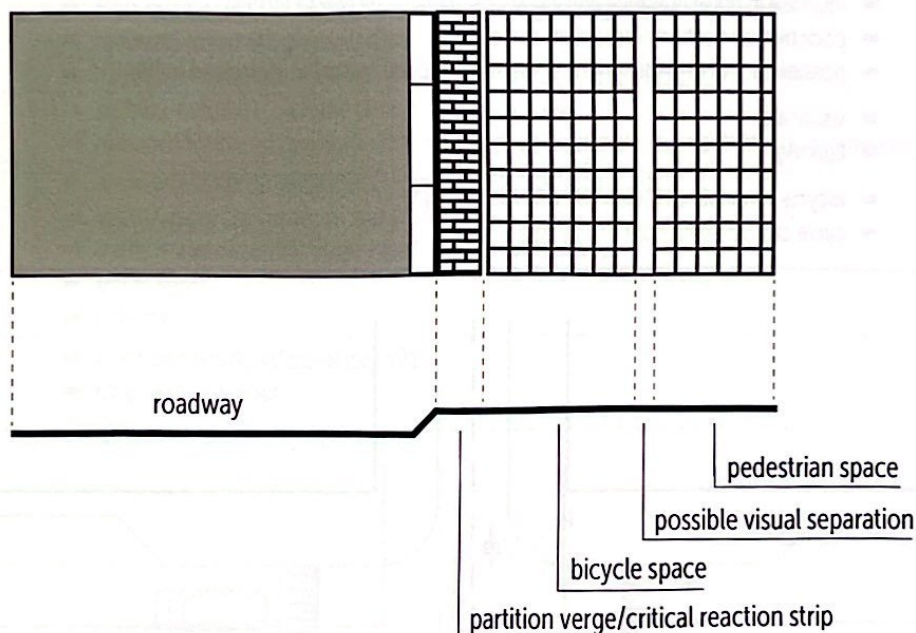 roadway
pedestrian space
possible visual separation
bicycle space
partition verge/critical reaction strip